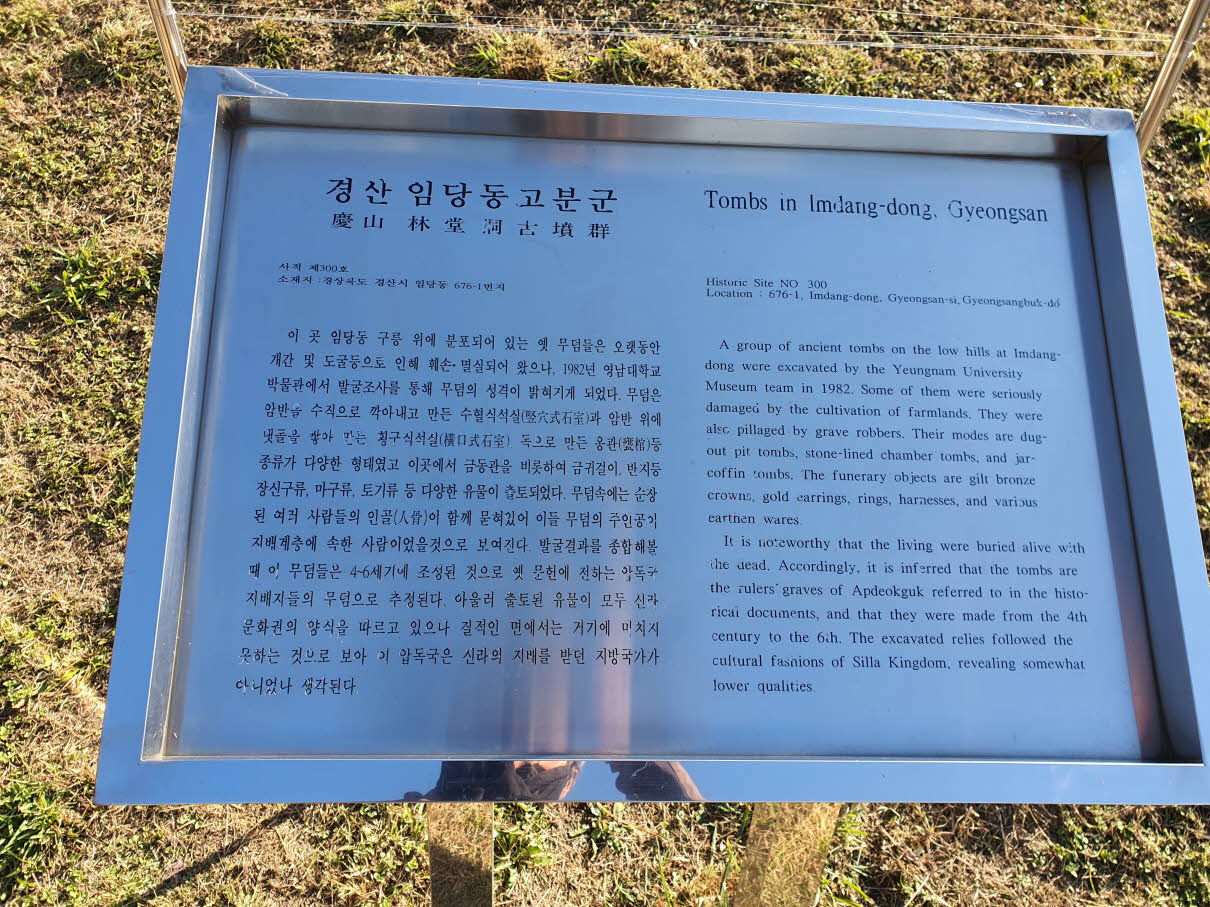 경산 임당동고분군
慶山 林堂洞古墳群
사적 제300호
소재지 : 경상북도 경산시 임당동 676-1번지
이 곳 임당동 구릉 위에 분포되어 있는 옛 무덤들은 오랫동안
개간 및 도굴등으로 인해 훼손·멸실되어 왔으나, 1982년 영남대학교
박물관에서 발굴조사를 통해 무덤의 성격이 밝혀지게 되었다. 무덤은
암반을 수직으로 깍아내고 만든 수혈식석실(竪穴式石室)과 암반 위에
냇돌을 쌓아 만든 횡구식석실(橫口式石室) 독으로 만든 옹관(甕棺)등
종류가 다양한 형태였고 이곳에서 금동관을 비롯하여 금귀걸이, 반지등
장신구류, 마구류, 토기류 등 다양한 유물이 출토되었다. 무덤속에는 순장
된 여러 사람들의 인골(人骨)이 함께 묻혀있어 이들 무덤의 주인공이
지배계층에 속한 사람이었을것으로 보여진다. 발굴결과를 종합해볼
때 이 무덤들은 4~6세기에 조성된 것으로 옛 문헌에 전하는 압독국
지배자들의 무덤으로 추정된다. 아울러 출토된 유물이 모두 신라
문화권의 양식을 따르고 있으나 질적인 면에서는 거기에 미치지
못하는 것으로 보아 이 압독국은 신라의 지배를 받던 지방국가가
아니었나 생각된다.
Tombs in Imdang-dong, Gyeongsan
Historic Site NO 300
Location : 676-1, Imdang-dong, Gyeongsan-si, Gyeongsangbuk-do
A group of ancient tombs on the low hills at Imdang-
dong were excavated by the Yeungnam University
Museum team in 1982. Some of them were seriously
damaged by the cultivation of farmlands. They were
also pillaged by grave robbers. Their modes are dug-
out pit tombs, stone-lined chamber tombs, and jar-
coffin tombs. The funerary objects are gilt bronze
crowns, gold earrings, rings, harnesses, and various
earthen wares.
It is noteworthy that the living were buried alive with
the dead. Accordingly, it is inferred that the tombs are
the rulers' graves of Apdeokguk referred to in the histo-
rical documents, and that they were made from the 4th
century to the 6th. The excavated relies followed the
cultural fashions of Silla Kingdom, revealing somewhat
lower qualities.